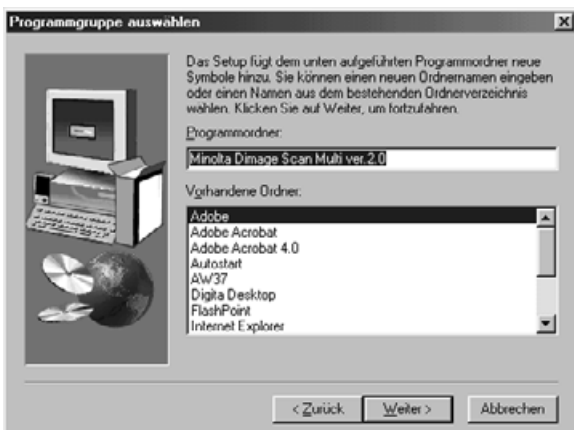 Programmgruppe auswählen
Das Setup fügt dem unten aufgeführten Programmordner neue
Symbole hinzu. Sie können einen neuen Ordnernamen eingeben
oder einen Namen aus dem bestehenden Ordnerverzeichnis
wählen. Klicken Sie auf Weiter, um fortzufahren.
Programmordner:
Minolta Dimage Scan Multi ver.2.0
Vorhandene Ordner:
Adobe
Adobe Acrobat
Adobe Acrobat 4.0
Autostart
AW37
Digita Desktop
FlashPoint
Internet Explorer
< Zurück
Weiter >
Abbrechen